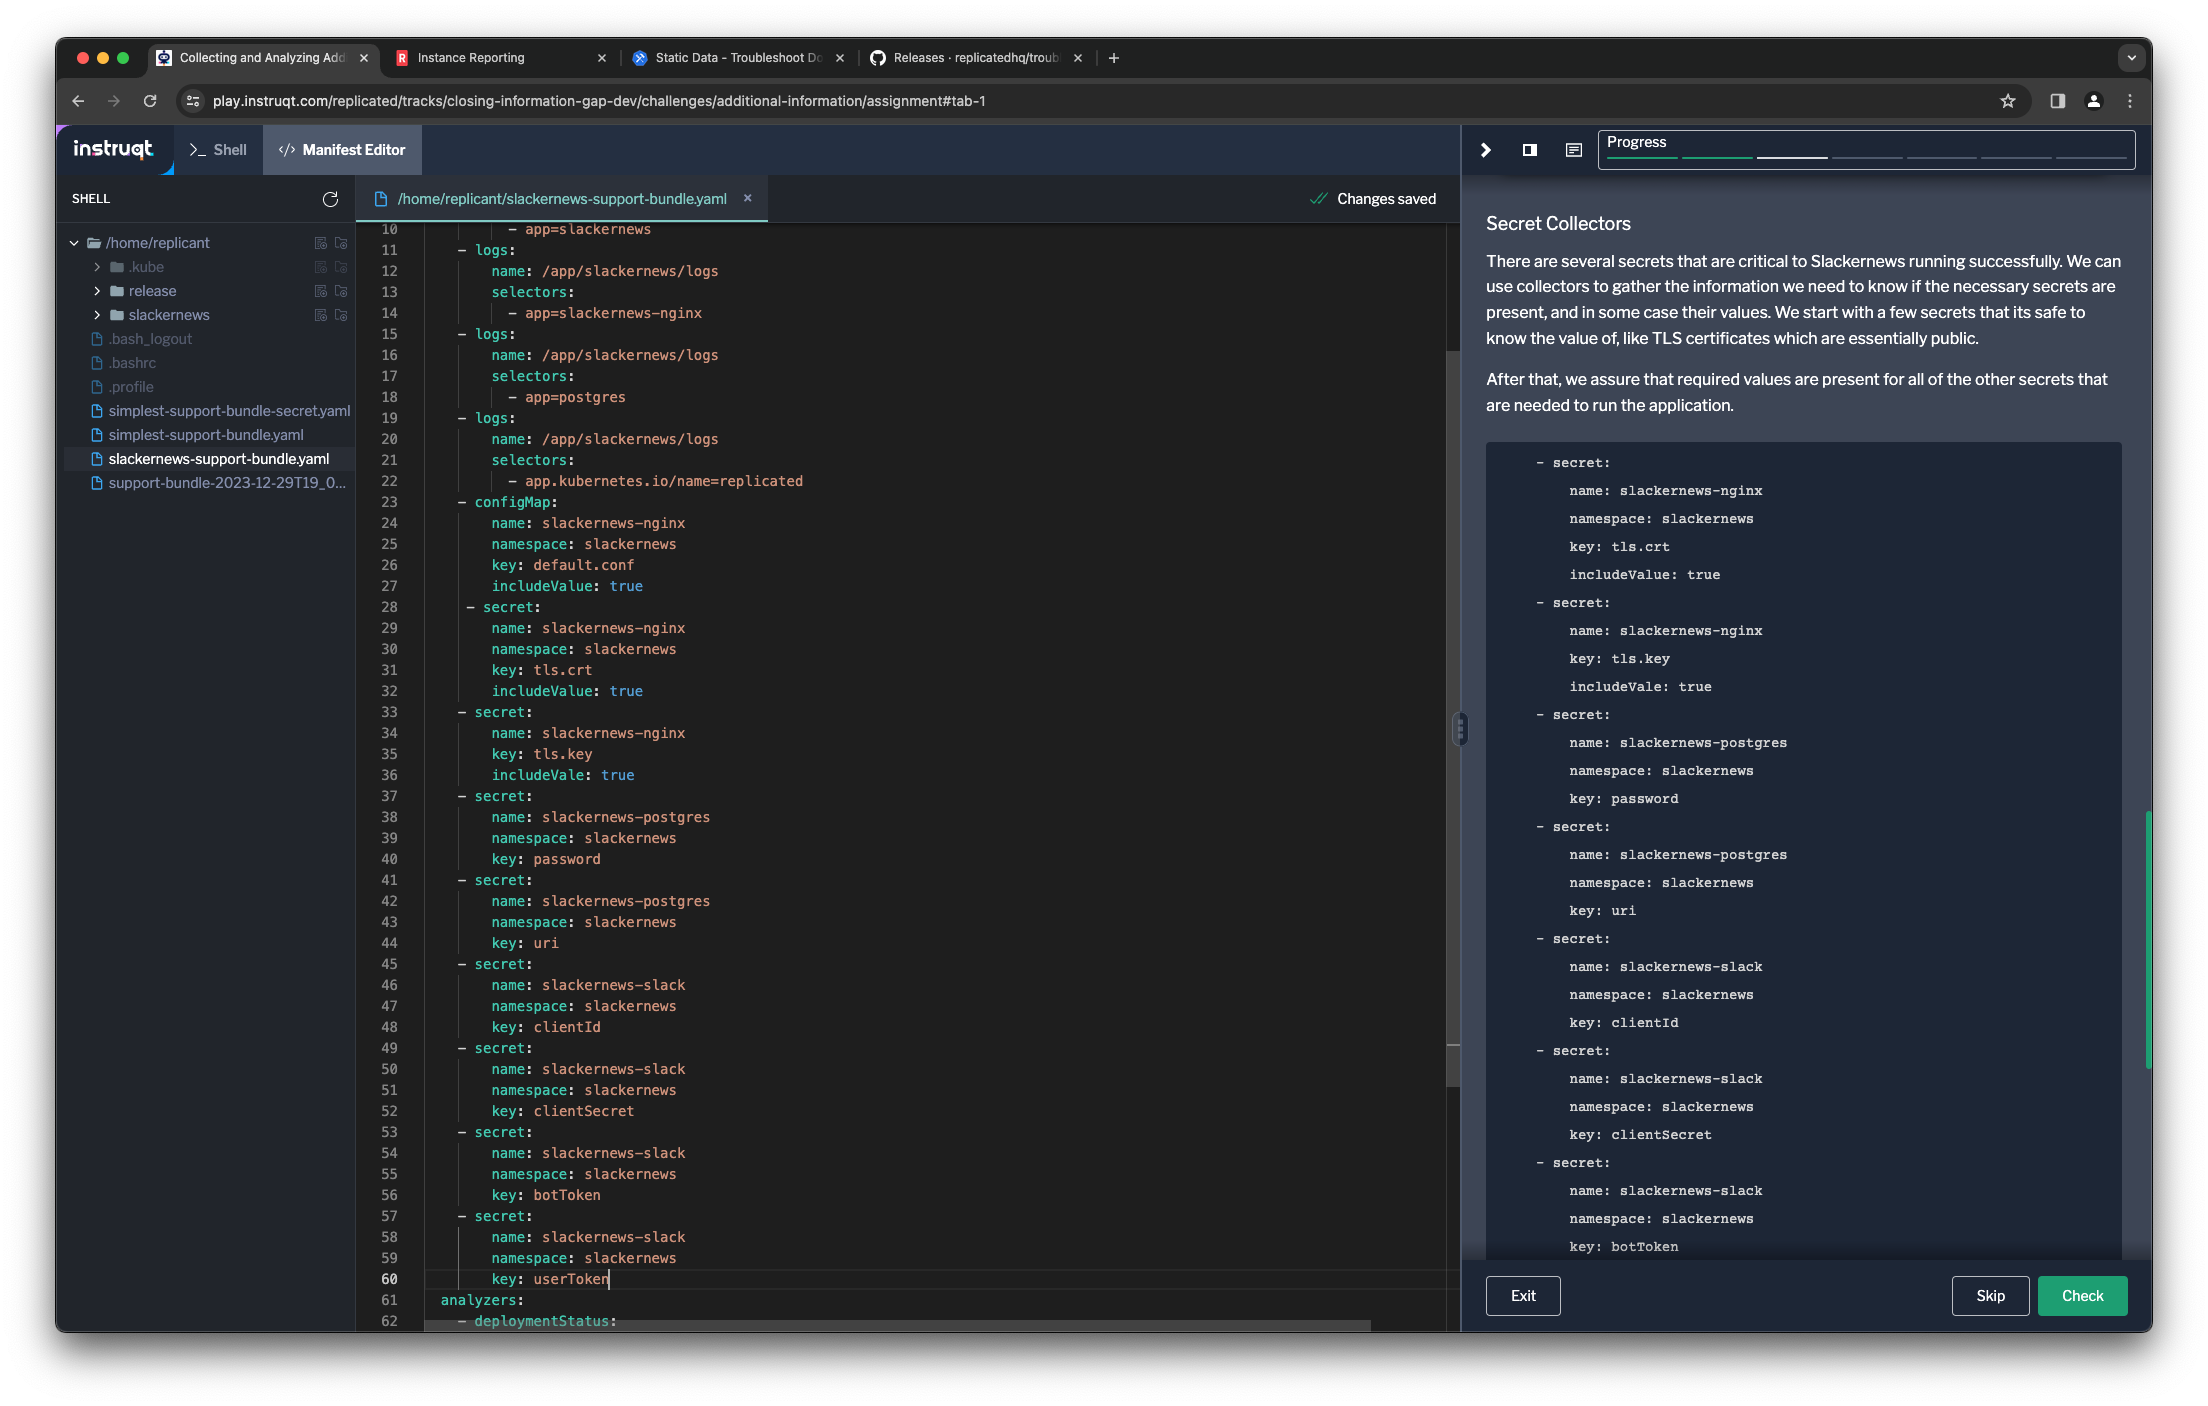 Collecting and Analyzing Add
Instance Reporting
Static Data - Troubleshoot Do
Releases · replicatedhq/troub
play.instruqt.com/replicated/tracks/closing-information-gap-dev/challenges/additional-information/assignment#tab-1
instruqt
>_ Shell
</> Manifest Editor
Progress
SHELL
/home/replicant/slackernews-support-bundle.yaml
Changes saved
/home/replicant
.kube
release
slackernews
.bash_logout
.bashrc
.profile
simplest-support-bundle-secret.yaml
simplest-support-bundle.yaml
slackernews-support-bundle.yaml
support-bundle-2023-12-29T19_0...
10 - app=slackernews
11 - logs:
12 name: /app/slackernews/logs
13 selectors:
14 - app=slackernews-nginx
15 - logs:
16 name: /app/slackernews/logs
17 selectors:
18 - app=postgres
19 - logs:
20 name: /app/slackernews/logs
21 selectors:
22 - app.kubernetes.io/name=replicated
23 - configMap:
24 name: slackernews-nginx
25 namespace: slackernews
26 key: default.conf
27 includeValue: true
28 - secret:
29 name: slackernews-nginx
30 namespace: slackernews
31 key: tls.crt
32 includeValue: true
33 - secret:
34 name: slackernews-nginx
35 key: tls.key
36 includeVale: true
37 - secret:
38 name: slackernews-postgres
39 namespace: slackernews
40 key: password
41 - secret:
42 name: slackernews-postgres
43 namespace: slackernews
44 key: uri
45 - secret:
46 name: slackernews-slack
47 namespace: slackernews
48 key: clientId
49 - secret:
50 name: slackernews-slack
51 namespace: slackernews
52 key: clientSecret
53 - secret:
54 name: slackernews-slack
55 namespace: slackernews
56 key: botToken
57 - secret:
58 name: slackernews-slack
59 namespace: slackernews
60 key: userToken
61 analyzers:
62 - deploymentStatus:
Secret Collectors
There are several secrets that are critical to Slackernews running successfully. We can
use collectors to gather the information we need to know if the necessary secrets are
present, and in some case their values. We start with a few secrets that its safe to
know the value of, like TLS certificates which are essentially public.
After that, we assure that required values are present for all of the other secrets that
are needed to run the application.
- secret:
name: slackernews-nginx
namespace: slackernews
key: tls.crt
includeValue: true
- secret:
name: slackernews-nginx
key: tls.key
includeVale: true
- secret:
name: slackernews-postgres
namespace: slackernews
key: password
- secret:
name: slackernews-postgres
namespace: slackernews
key: uri
- secret:
name: slackernews-slack
namespace: slackernews
key: clientId
- secret:
name: slackernews-slack
namespace: slackernews
key: clientSecret
- secret:
name: slackernews-slack
namespace: slackernews
key: botToken
Exit
Skip
Check